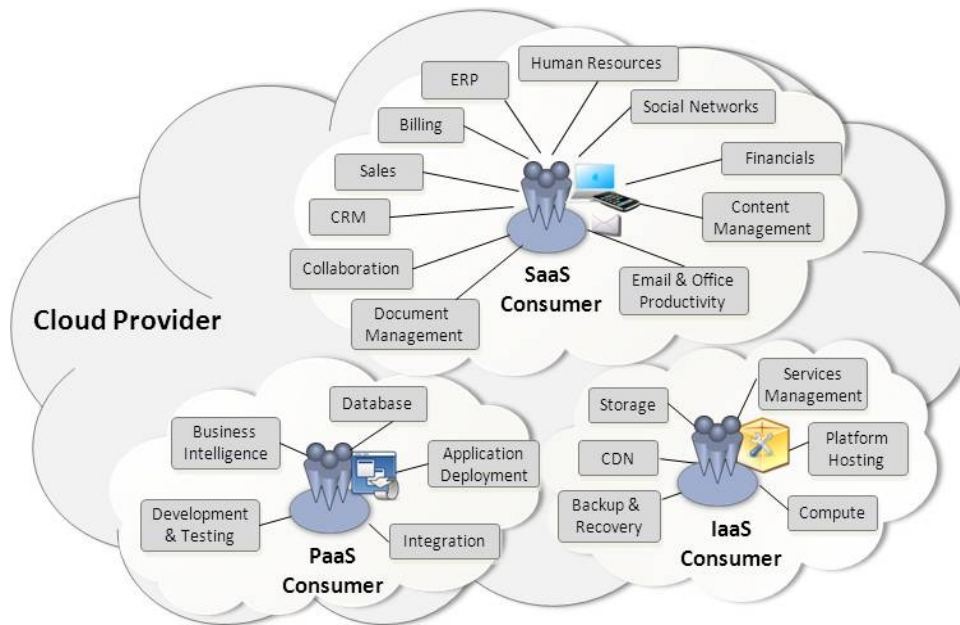 Human Resources
ERP
Social Networks
Billing
Financials
Sales
CRM
Content
Management
Collaboration
SaaS
Consumer
Email & Office
Productivity
Document
Management
Cloud Provider
Database
Business
Intelligence
Application
Deployment
Development
& Testing
Integration
PaaS
Consumer
Services
Management
Storage
Platform
Hosting
CDN
Backup &
Recovery
Compute
IaaS
Consumer